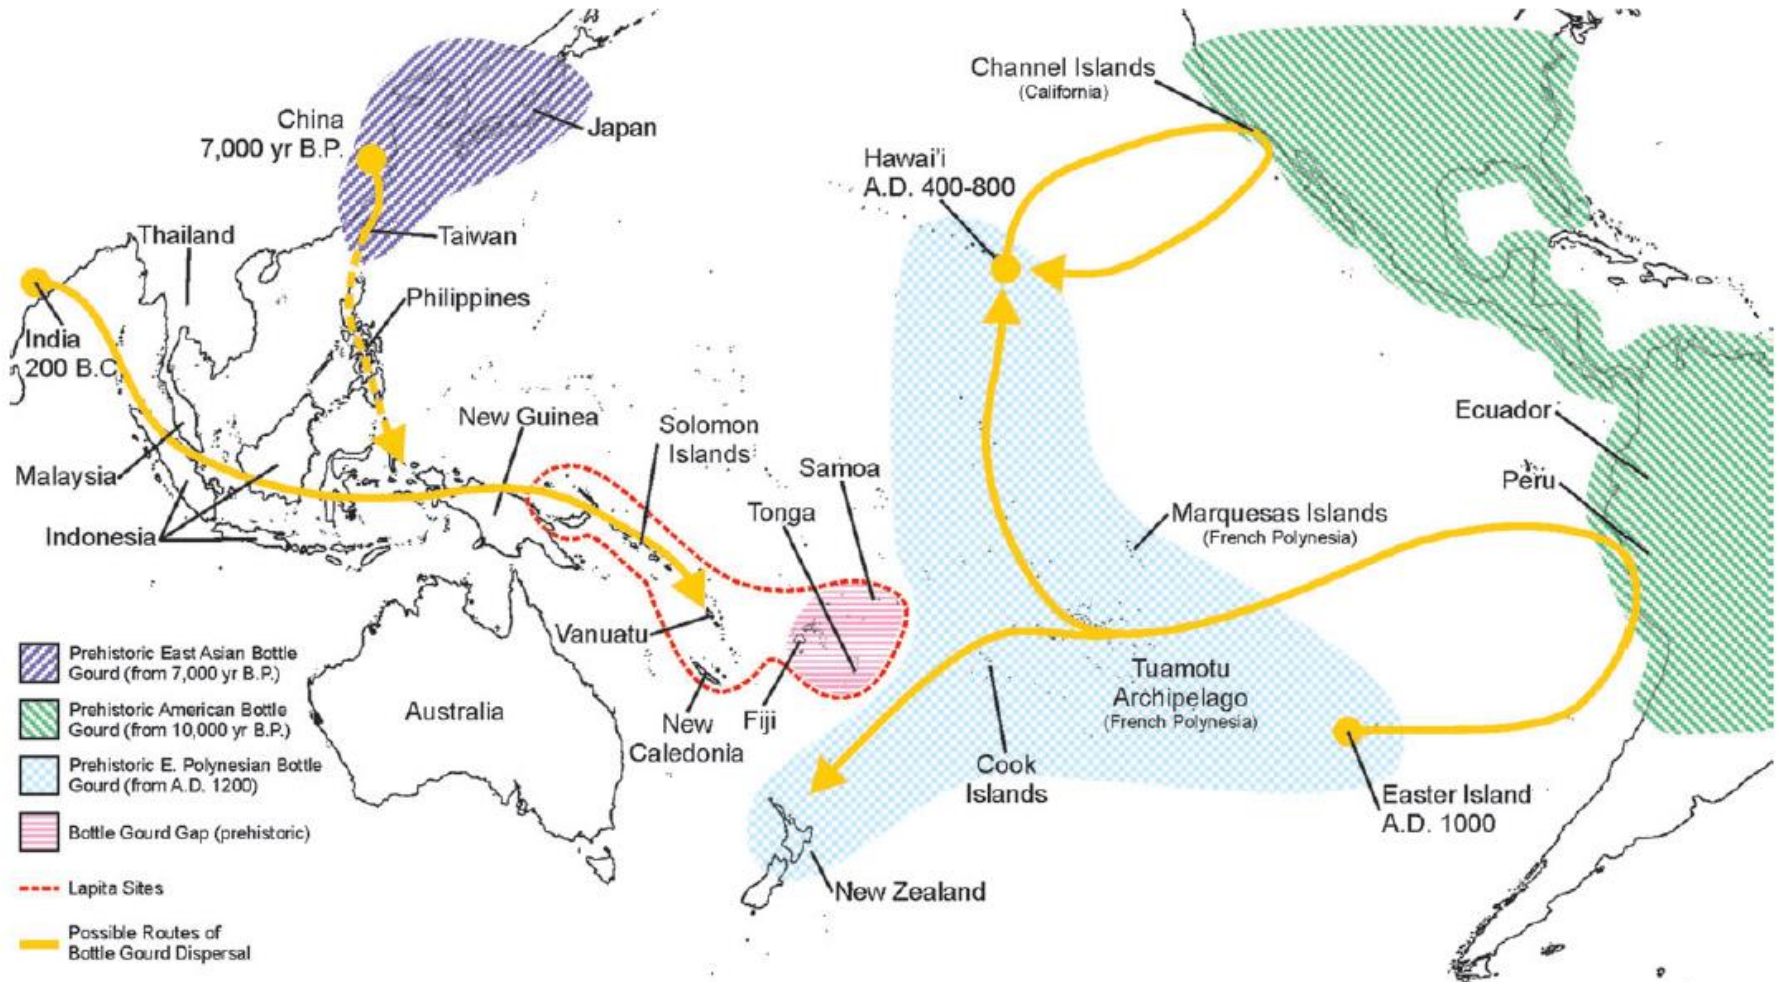 Channel Islands
(California)
China
7,000 yr B.P.
Japan
Hawai'i
A.D. 400-800
Thailand
Taiwan
Philippines
India
200 B.C
New Guinea
Solomon
Islands
Ecuador
Malaysia
Samoa
Peru
Tonga
Marquesas Islands
(French Polynesia)
Indonesia
Vanuatu
Prehistoric East Asian Bottle
Gourd (from 7,000 yr B.P.)
Prehistoric American Bottle
Gourd (from 10,000 yr B.P.)
Prehistoric E. Polynesian Bottle
Gourd (from A.D. 1200)
Bottle Gourd Gap (prehistoric)
Lapita Sites
Possible Routes of
Bottle Gourd Dispersal
Australia
New
Caledonia
Fiji
Tuamotu
Archipelago
(French Polynesia)
Cook
Islands
Easter Island
A.D. 1000
New Zealand